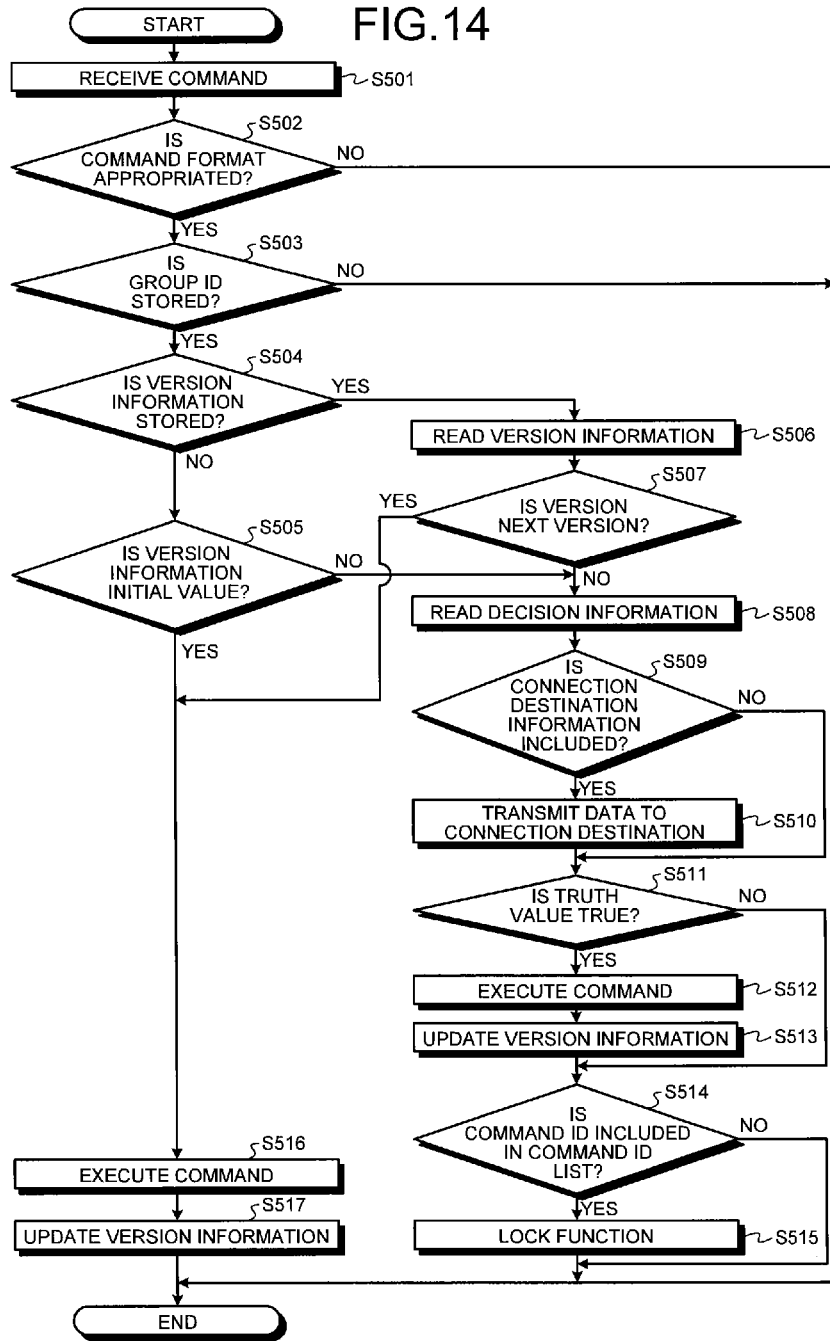 FIG.14
START
RECEIVE COMMAND
S501
S502
IS
COMMAND FORMAT
APPROPRIATED?
NO
YES
S503
IS
GROUP ID
STORED?
NO
YES
S504
IS VERSION
INFORMATION
STORED?
YES
NO
READ VERSION INFORMATION
S506
S507
IS VERSION
NEXT VERSION?
YES
NO
S505
IS VERSION
INFORMATION
INITIAL VALUE?
NO
YES
READ DECISION INFORMATION
S508
S509
IS
CONNECTION
DESTINATION
INFORMATION
INCLUDED?
NO
YES
TRANSMIT DATA TO
CONNECTION DESTINATION
S510
S511
IS TRUTH
VALUE TRUE?
NO
YES
EXECUTE COMMAND
S512
UPDATE VERSION INFORMATION
S513
S514
IS
COMMAND ID INCLUDED
IN COMMAND ID
LIST?
NO
YES
LOCK FUNCTION
S515
S516
EXECUTE COMMAND
S517
UPDATE VERSION INFORMATION
END